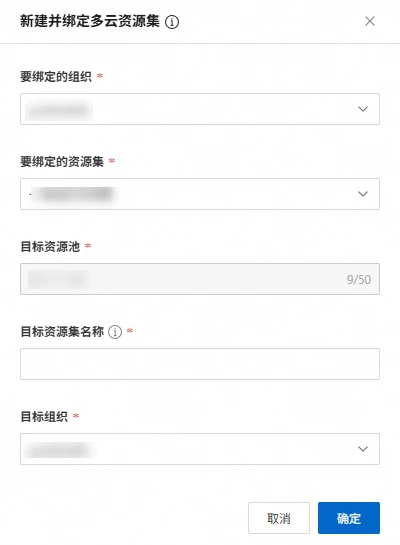 新建并绑定多云资源集
要绑定的组织 *
要绑定的资源集 *
目标资源池 *
9/50
目标资源集名称 *
目标组织 *
取消 确定